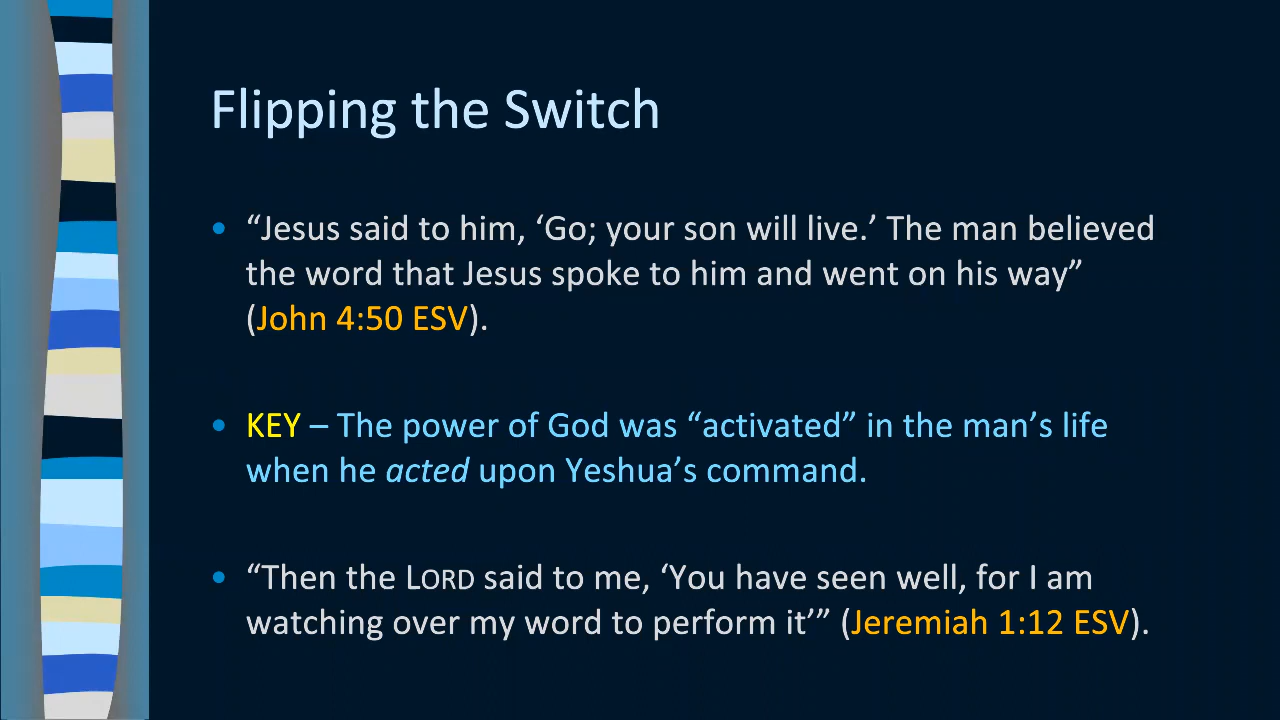 Flipping the Switch
• “Jesus said to him, ‘Go; your son will live.’ The man believed
the word that Jesus spoke to him and went on his way”
(John 4:50 ESV).
• KEY – The power of God was “activated” in the man’s life
when he acted upon Yeshua’s command.
• “Then the LORD said to me, ‘You have seen well, for I am
watching over my word to perform it’” (Jeremiah 1:12 ESV).